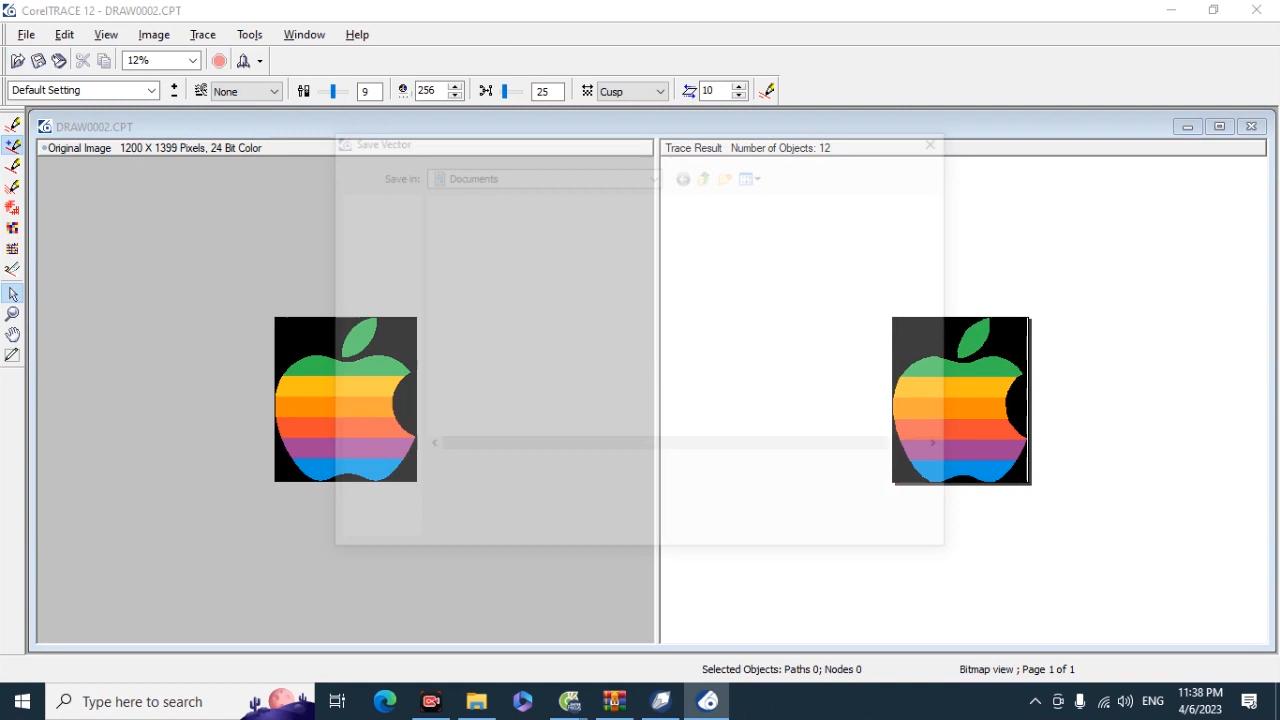 CorelTRACE 12 - DRAW0002.CPT
File Edit View Image Trace Tools Window Help
12%
Default Setting None 9 256 25 Cusp 10
DRAW0002.CPT
Original Image 1200 X 1399 Pixels, 24 Bit Color
Trace Result Number of Objects: 12
Save Vector
Save in: Documents
Selected Objects: Paths 0; Nodes 0 Bitmap view ; Page 1 of 1
Type here to search
ENG
11:38 PM
4/6/2023